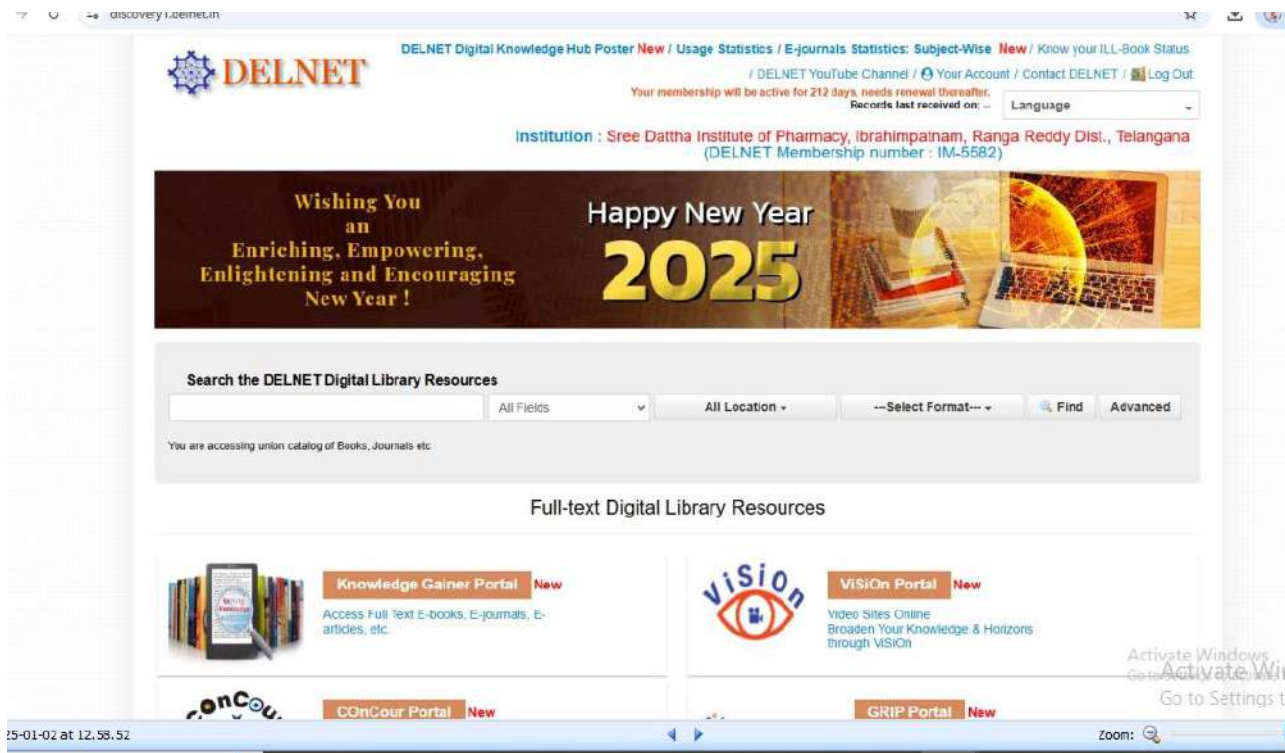 discovery1.delnet.in
DELNET
DELNET Digital Knowledge Hub Poster New / Usage Statistics / E-journals Statistics: Subject-Wise New / Know your ILL-Book Status
/ DELNET YouTube Channel / Your Account / Contact DELNET / Log Out
Your membership will be active for 212 days, needs renewal thereafter.
Records last received on: --
Language
Institution : Sree Dattha Institute of Pharmacy, Ibrahimpatnam, Ranga Reddy Dist., Telangana
(DELNET Membership number : IM-5582)
Wishing You
an
Enriching, Empowering,
Enlightening and Encouraging
New Year !
Happy New Year
2025
Search the DELNET Digital Library Resources
All Fields
All Location
---Select Format---
Find
Advanced
You are accessing union catalog of Books, Journals etc
Full-text Digital Library Resources
Knowledge Gainer Portal New
Access Full Text E-books, E-journals, E-
articles, etc.
ViSiOn
ViSiOn Portal New
Video Sites Online
Broaden Your Knowledge & Horizons
through ViSiOn
Activate Windows
Activate Wi
Go to Settings t
COnCour Portal New
GRIP Portal New
25-01-02 at 12.58.52
Zoom: